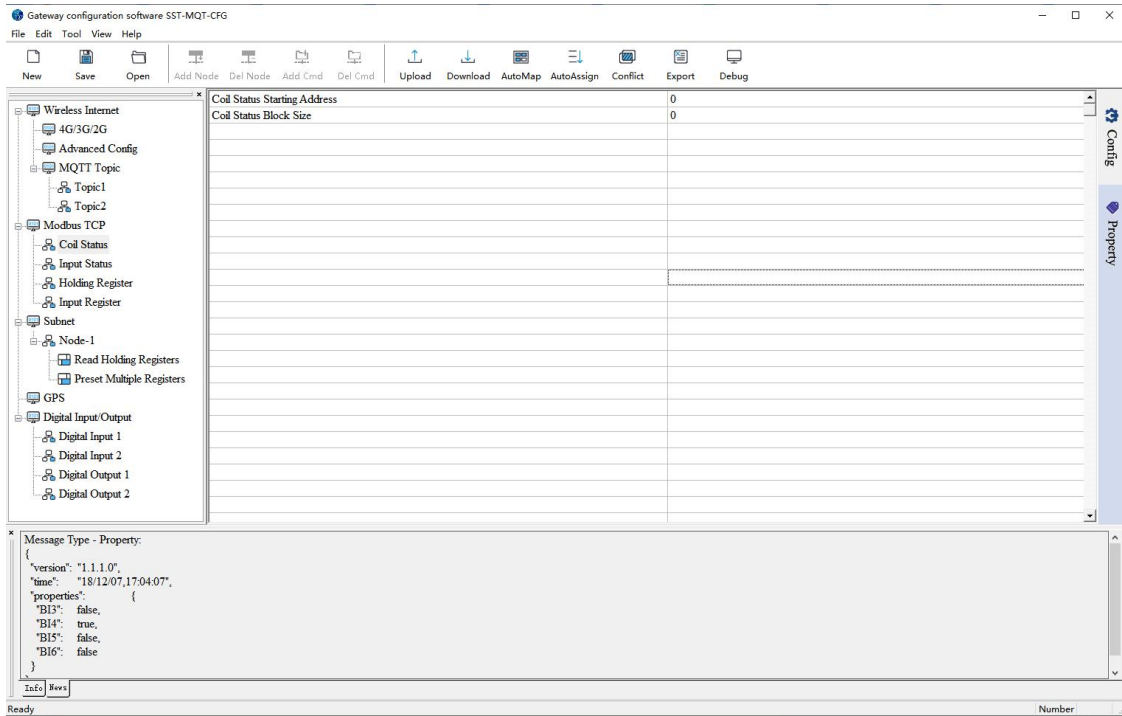 Gateway configuration software SST-MQT-CFG
File Edit Tool View Help
New Save Open Add Node Del Node Add Cmd Del Cmd Upload Download AutoMap AutoAssign Conflict Export Debug
Wireless Internet
4G/3G/2G
Advanced Config
MQTT Topic
Topic1
Topic2
Modbus TCP
Coil Status
Input Status
Holding Register
Input Register
Subnet
Node-1
Read Holding Registers
Preset Multiple Registers
GPS
Digital Input/Output
Digital Input 1
Digital Input 2
Digital Output 1
Digital Output 2
Coil Status Starting Address 0
Coil Status Block Size 0
Config
Property
Message Type - Property:
{
"version": "1.1.1.0",
"time": "18/12/07,17:04:07",
"properties": {
"BI3": false,
"BI4": true,
"BI5": false,
"BI6": false
}
Info News
Ready Number